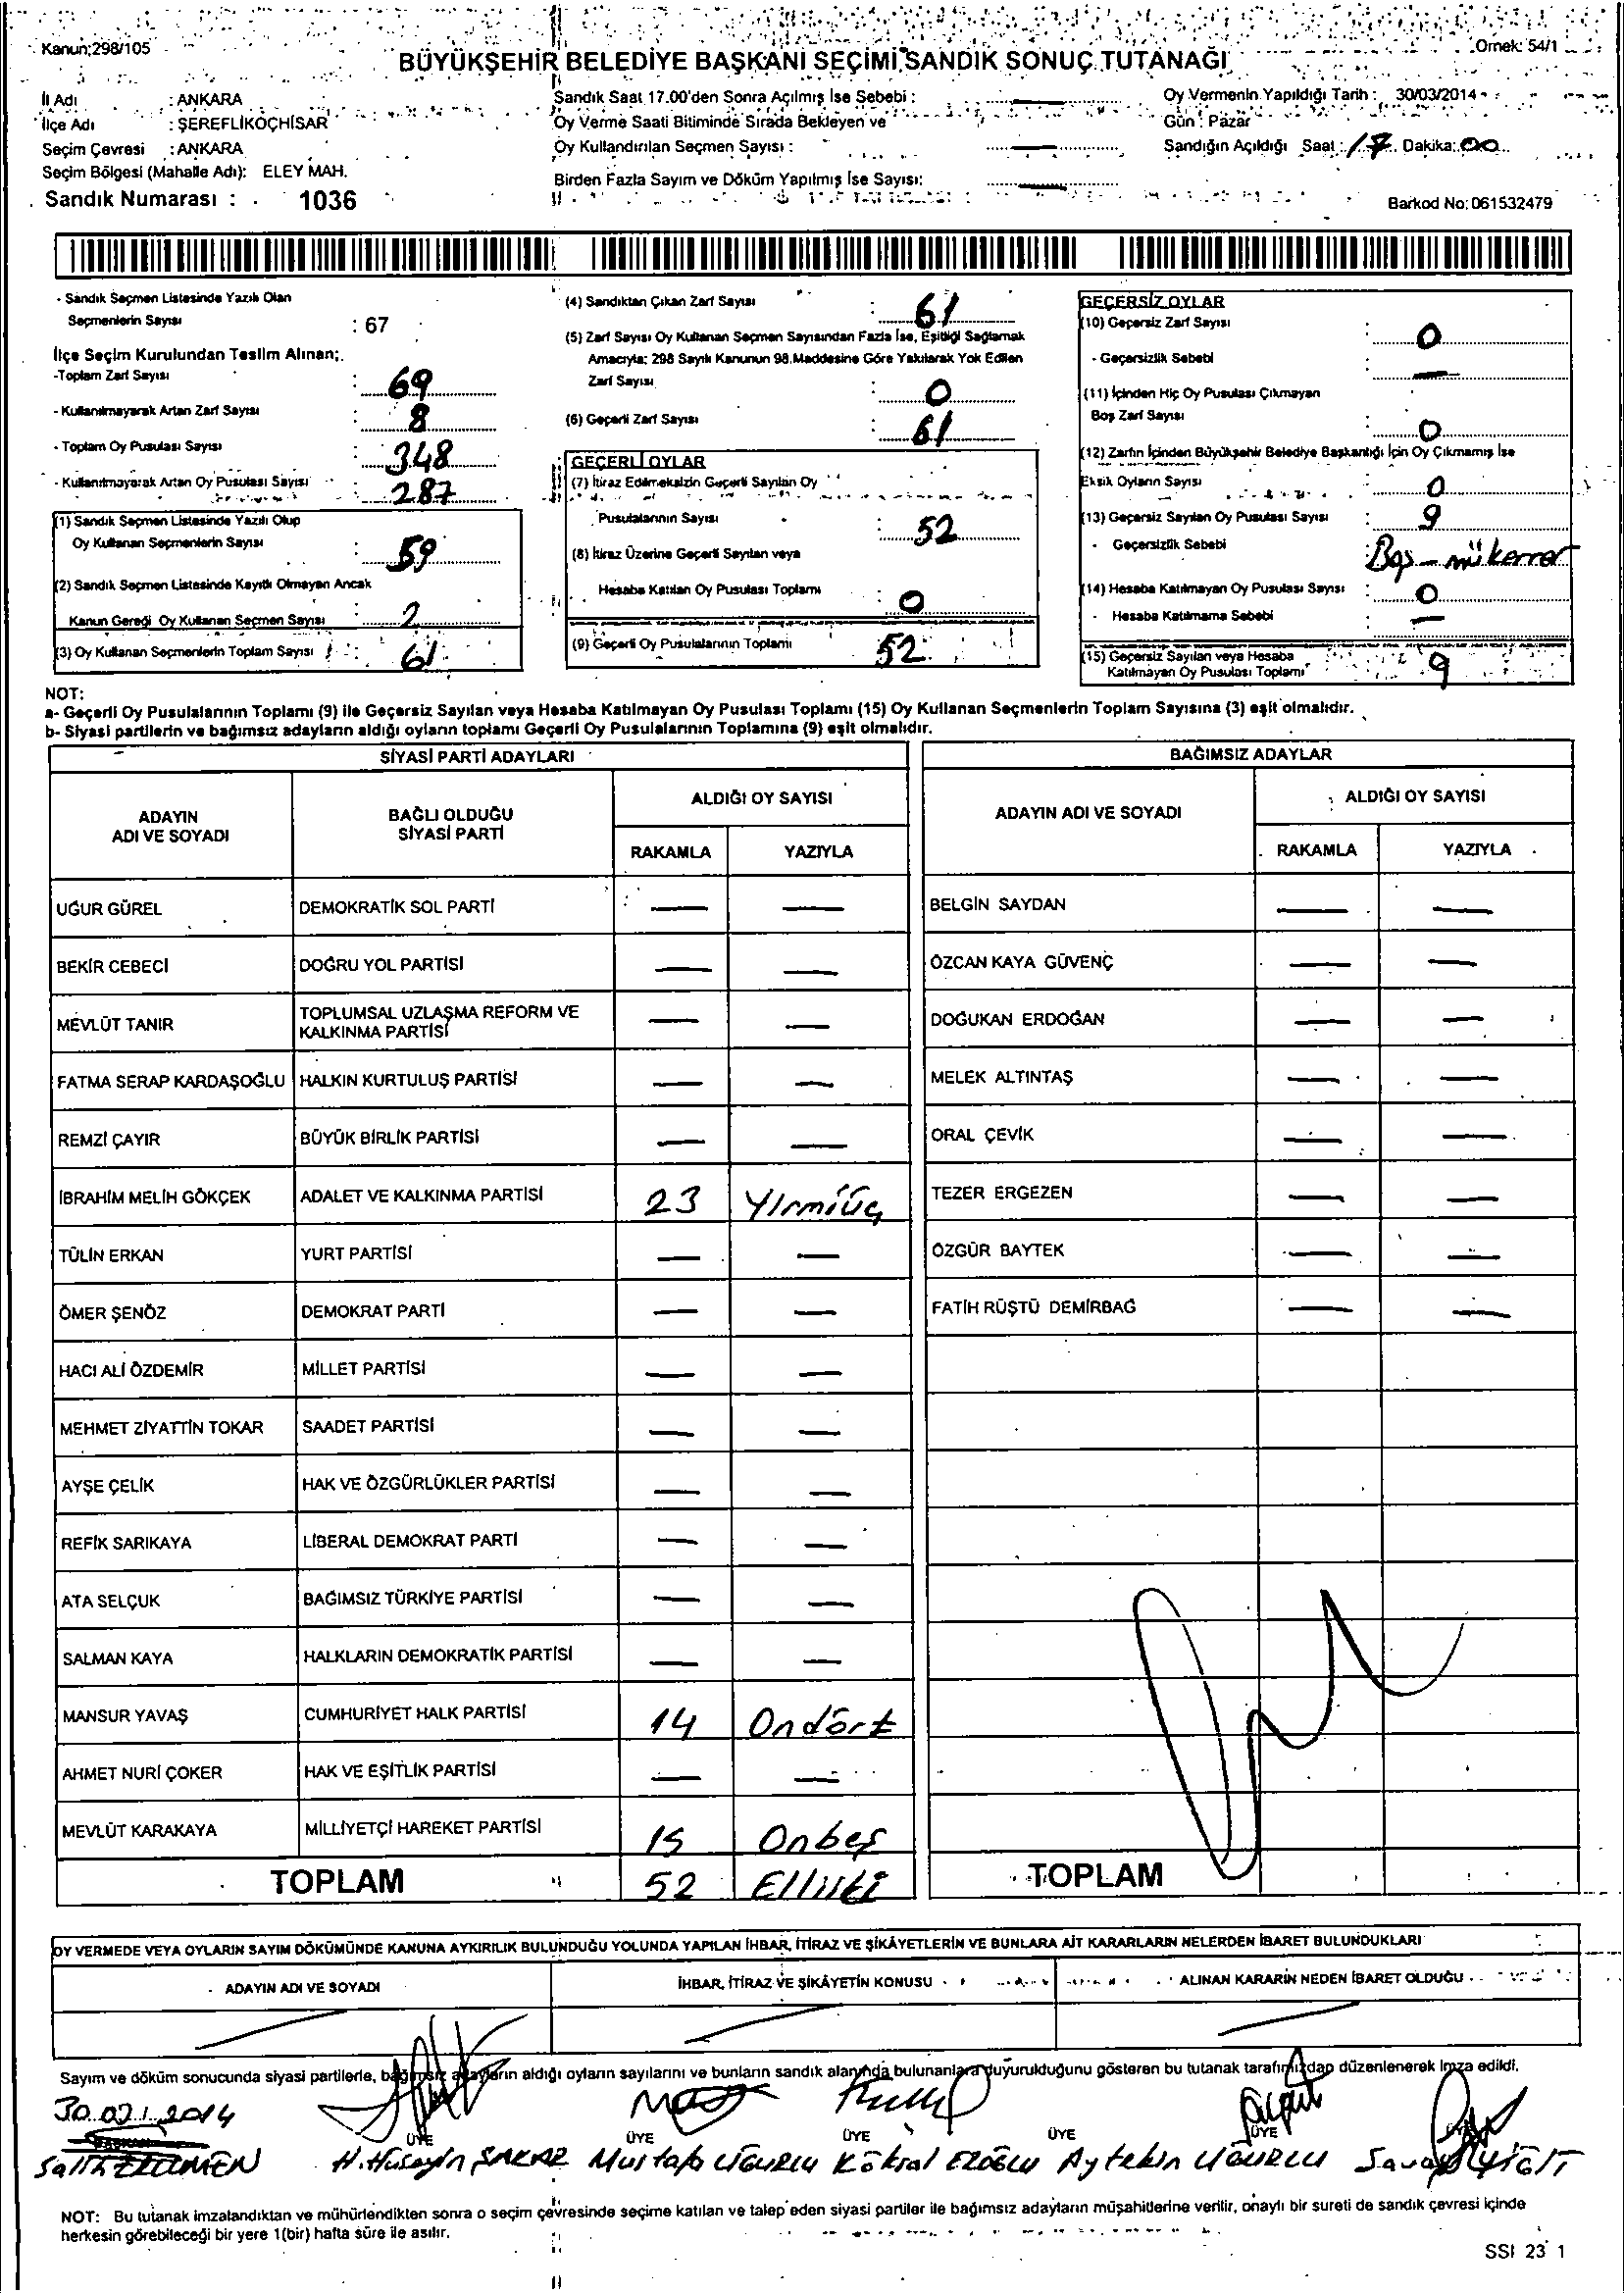 Kanun;298/105
Örnek: 54/1
BÜYÜKŞEHİR BELEDİYE BAŞKANI SEÇİMİ SANDIK SONUÇ TUTANAĞI
İl Adı : ANKARA
İlçe Adı : ŞEREFLİKOÇHİSAR
Seçim Çevresi : ANKARA
Seçim Bölgesi (Mahalle Adı): ELEY MAH.
Sandık Numarası : 1036
Sandık Saat 17.00'den Sonra Açılmış İse Sebebi : —
Oy Verme Saati Bitiminde Sırada Bekleyen ve
Oy Kullandırılan Seçmen Sayısı : —
Birden Fazla Sayım ve Döküm Yapılmış İse Sayısı: —
Oy Vermenin Yapıldığı Tarih : 30/03/2014
Gün : Pazar
Sandığın Açıldığı Saat : 17 Dakika: 00
Barkod No: 061532479
- Sandık Seçmen Listesinde Yazılı Olan
Seçmenlerin Sayısı : 67
İlçe Seçim Kurulundan Teslim Alınan;
-Toplam Zarf Sayısı : 69
- Kullanılmayarak Artan Zarf Sayısı : 8
- Toplam Oy Pusulası Sayısı : 348
- Kullanılmayarak Artan Oy Pusulası Sayısı : 287
(1) Sandık Seçmen Listesinde Yazılı Olup
Oy Kullanan Seçmenlerin Sayısı : 59
(2) Sandık Seçmen Listesinde Kayıtlı Olmayan Ancak
Kanun Gereği Oy Kullanan Seçmen Sayısı : 2
(3) Oy Kullanan Seçmenlerin Toplam Sayısı : 61
(4) Sandıktan Çıkan Zarf Sayısı : 61
(5) Zarf Sayısı Oy Kullanan Seçmen Sayısından Fazla İse, Eşitliği Sağlamak
Amacıyla; 298 Sayılı Kanunun 98.Maddesine Göre Yakılarak Yok Edilen
Zarf Sayısı : 0
(6) Geçerli Zarf Sayısı : 61
GEÇERLİ OYLAR
(7) İtiraz Edilmeksizin Geçerli Sayılan Oy
Pusulalarının Sayısı : 52
(8) İtiraz Üzerine Geçerli Sayılan veya
Hesaba Katılan Oy Pusulası Toplamı : 0
(9) Geçerli Oy Pusulalarının Toplamı 52
GEÇERSİZ OYLAR
(10) Geçersiz Zarf Sayısı : 0
- Geçersizlik Sebebi : —
(11) İçinden Hiç Oy Pusulası Çıkmayan
Boş Zarf Sayısı : 0
(12) Zarfın İçinden Büyükşehir Belediye Başkanlığı İçin Oy Çıkmamış İse
Eksik Oyların Sayısı : 0
(13) Geçersiz Sayılan Oy Pusulası Sayısı : 9
- Geçersizlik Sebebi : Boş - mükerrer
(14) Hesaba Katılmayan Oy Pusulası Sayısı : 0
- Hesaba Katılmama Sebebi : —
(15) Geçersiz Sayılan veya Hesaba
Katılmayan Oy Pusulası Toplamı 9
NOT:
a- Geçerli Oy Pusulalarının Toplamı (9) ile Geçersiz Sayılan veya Hesaba Katılmayan Oy Pusulası Toplamı (15) Oy Kullanan Seçmenlerin Toplam Sayısına (3) eşit olmalıdır.
b- Siyasi partilerin ve bağımsız adayların aldığı oyların toplamı Geçerli Oy Pusulalarının Toplamına (9) eşit olmalıdır.
SİYASİ PARTİ ADAYLARI
ADAYIN ADI VE SOYADI
BAĞLI OLDUĞU SİYASİ PARTİ
ALDIĞI OY SAYISI
RAKAMLA YAZIYLA
UĞUR GÜREL DEMOKRATİK SOL PARTİ — —
BEKİR CEBECİ DOĞRU YOL PARTİSİ — —
MEVLÜT TANIR TOPLUMSAL UZLAŞMA REFORM VE KALKINMA PARTİSİ — —
FATMA SERAP KARDAŞOĞLU HALKIN KURTULUŞ PARTİSİ — —
REMZİ ÇAYIR BÜYÜK BİRLİK PARTİSİ — —
İBRAHİM MELİH GÖKÇEK ADALET VE KALKINMA PARTİSİ 23 Yirmiüç
TÜLİN ERKAN YURT PARTİSİ — —
ÖMER ŞENÖZ DEMOKRAT PARTİ — —
HACI ALİ ÖZDEMİR MİLLET PARTİSİ — —
MEHMET ZİYATTİN TOKAR SAADET PARTİSİ — —
AYŞE ÇELİK HAK VE ÖZGÜRLÜKLER PARTİSİ — —
REFİK SARIKAYA LİBERAL DEMOKRAT PARTİ — —
ATA SELÇUK BAĞIMSIZ TÜRKİYE PARTİSİ — —
SALMAN KAYA HALKLARIN DEMOKRATİK PARTİSİ — —
MANSUR YAVAŞ CUMHURİYET HALK PARTİSİ 14 Ondört
AHMET NURİ ÇOKER HAK VE EŞİTLİK PARTİSİ — —
MEVLÜT KARAKAYA MİLLİYETÇİ HAREKET PARTİSİ 15 Onbeş
TOPLAM 52 Elliiki
BAĞIMSIZ ADAYLAR
ADAYIN ADI VE SOYADI
ALDIĞI OY SAYISI
RAKAMLA YAZIYLA
BELGİN SAYDAN — —
ÖZCAN KAYA GÜVENÇ — —
DOĞUKAN ERDOĞAN — —
MELEK ALTINTAŞ — —
ORAL ÇEVİK — —
TEZER ERGEZEN — —
ÖZGÜR BAYTEK — —
FATİH RÜŞTÜ DEMİRBAĞ — —
TOPLAM
OY VERMEDE VEYA OYLARIN SAYIM DÖKÜMÜNDE KANUNA AYKIRILIK BULUNDUĞU YOLUNDA YAPILAN İHBAR, İTİRAZ VE ŞİKÂYETLERİN VE BUNLARA AİT KARARLARIN NELERDEN İBARET BULUNDUKLARI
ADAYIN ADI VE SOYADI
İHBAR, İTİRAZ VE ŞİKÂYETİN KONUSU
ALINAN KARARIN NEDEN İBARET OLDUĞU
Sayım ve döküm sonucunda siyasi partilerle, bağımsız adayların aldığı oyların sayılarını ve bunların sandık alanında bulunanlara duyurulduğunu gösteren bu tutanak tarafımızdan düzenlenerek imza edildi.
30.03.2014
BAŞKAN ÜYE ÜYE ÜYE ÜYE ÜYE
Salih H.Hüseyin Mustafa UĞURLU Köksal EROĞLU Aytekin UĞURLU Savaş YİĞİT
NOT: Bu tutanak imzalandıktan ve mühürlendikten sonra o seçim çevresinde seçime katılan ve talep eden siyasi partiler ile bağımsız adayların müşahitlerine verilir, onaylı bir sureti de sandık çevresi içinde
herkesin görebileceği bir yere 1(bir) hafta süre ile asılır.
SSI 23 1